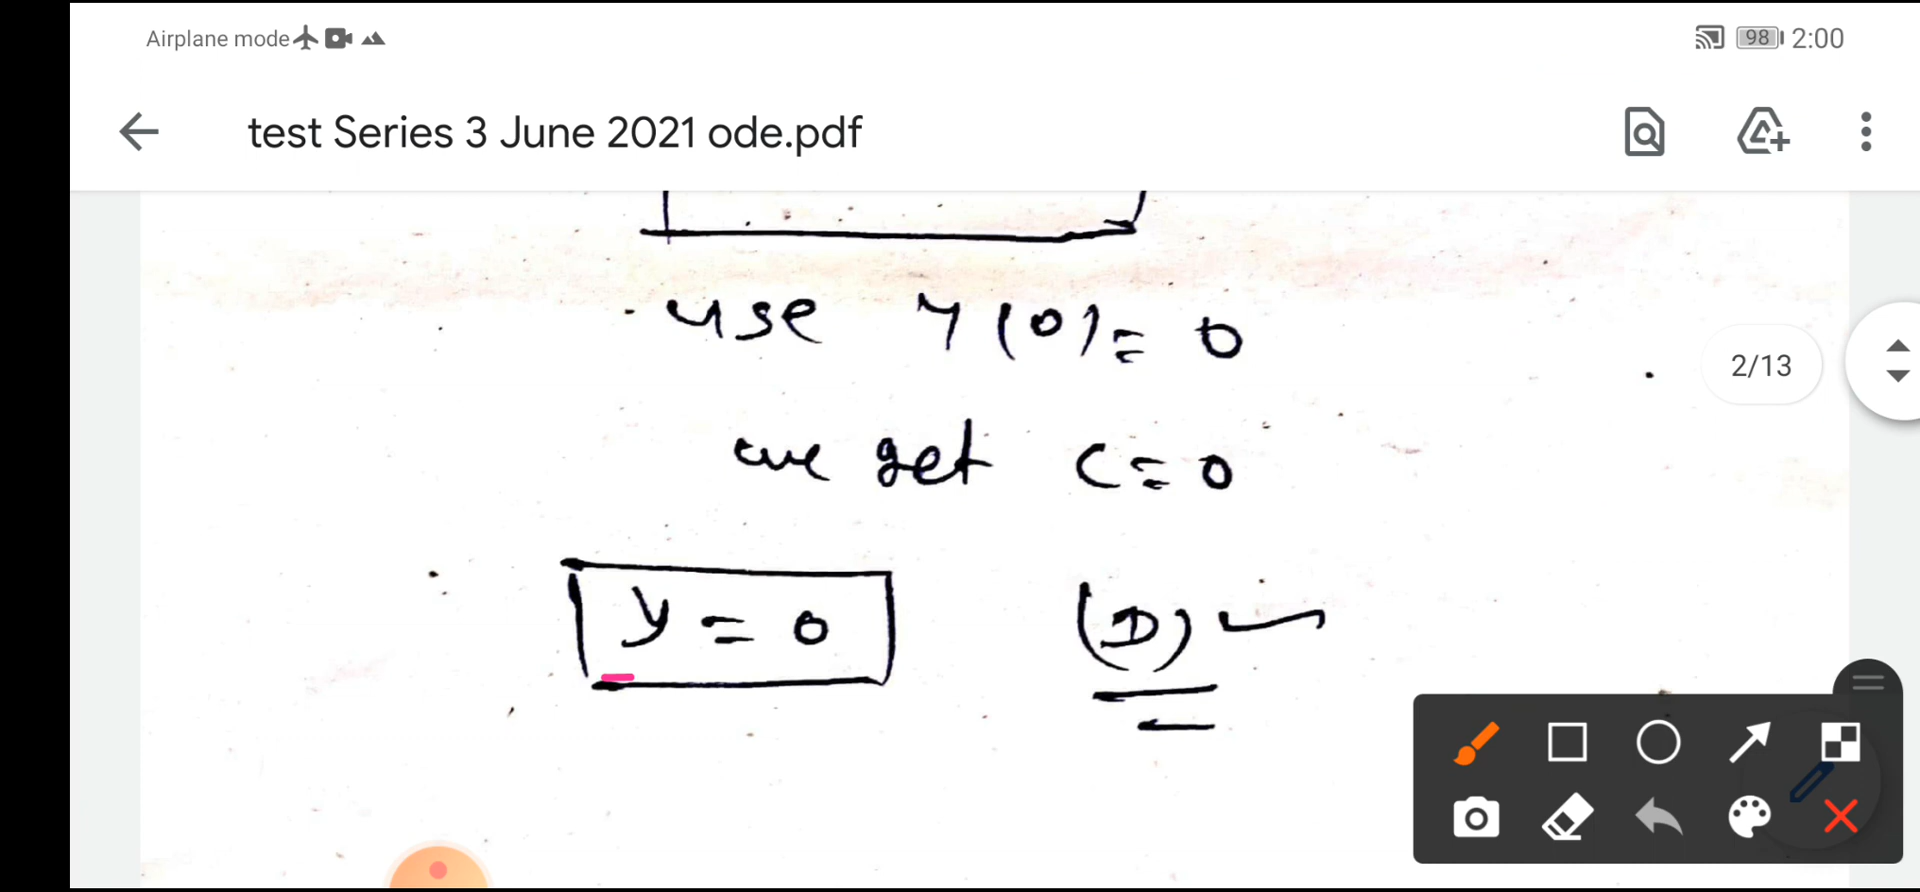 Airplane mode 98 2:00
test Series 3 June 2021 ode.pdf
use y(0) = 0
2/13
we get c = 0
y = 0 (D)